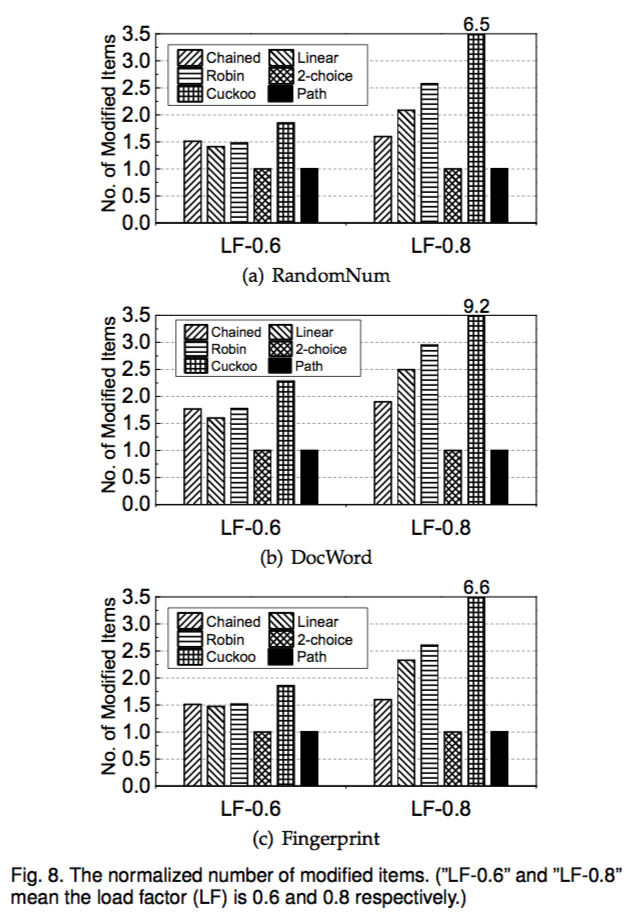 6.5
3.5
3.0
2.5
2.0
1.5
1.0
0.5
0.0
No. of Modified Items
Chained Linear
Robin 2-choice
Cuckoo Path
LF-0.6 LF-0.8
(a) RandomNum
9.2
3.5
3.0
2.5
2.0
1.5
1.0
0.5
0.0
No. of Modified Items
Chained Linear
Robin 2-choice
Cuckoo Path
LF-0.6 LF-0.8
(b) DocWord
6.6
3.5
3.0
2.5
2.0
1.5
1.0
0.5
0.0
No. of Modified Items
Chained Linear
Robin 2-choice
Cuckoo Path
LF-0.6 LF-0.8
(c) Fingerprint
Fig. 8. The normalized number of modified items. ("LF-0.6" and "LF-0.8"
mean the load factor (LF) is 0.6 and 0.8 respectively.)